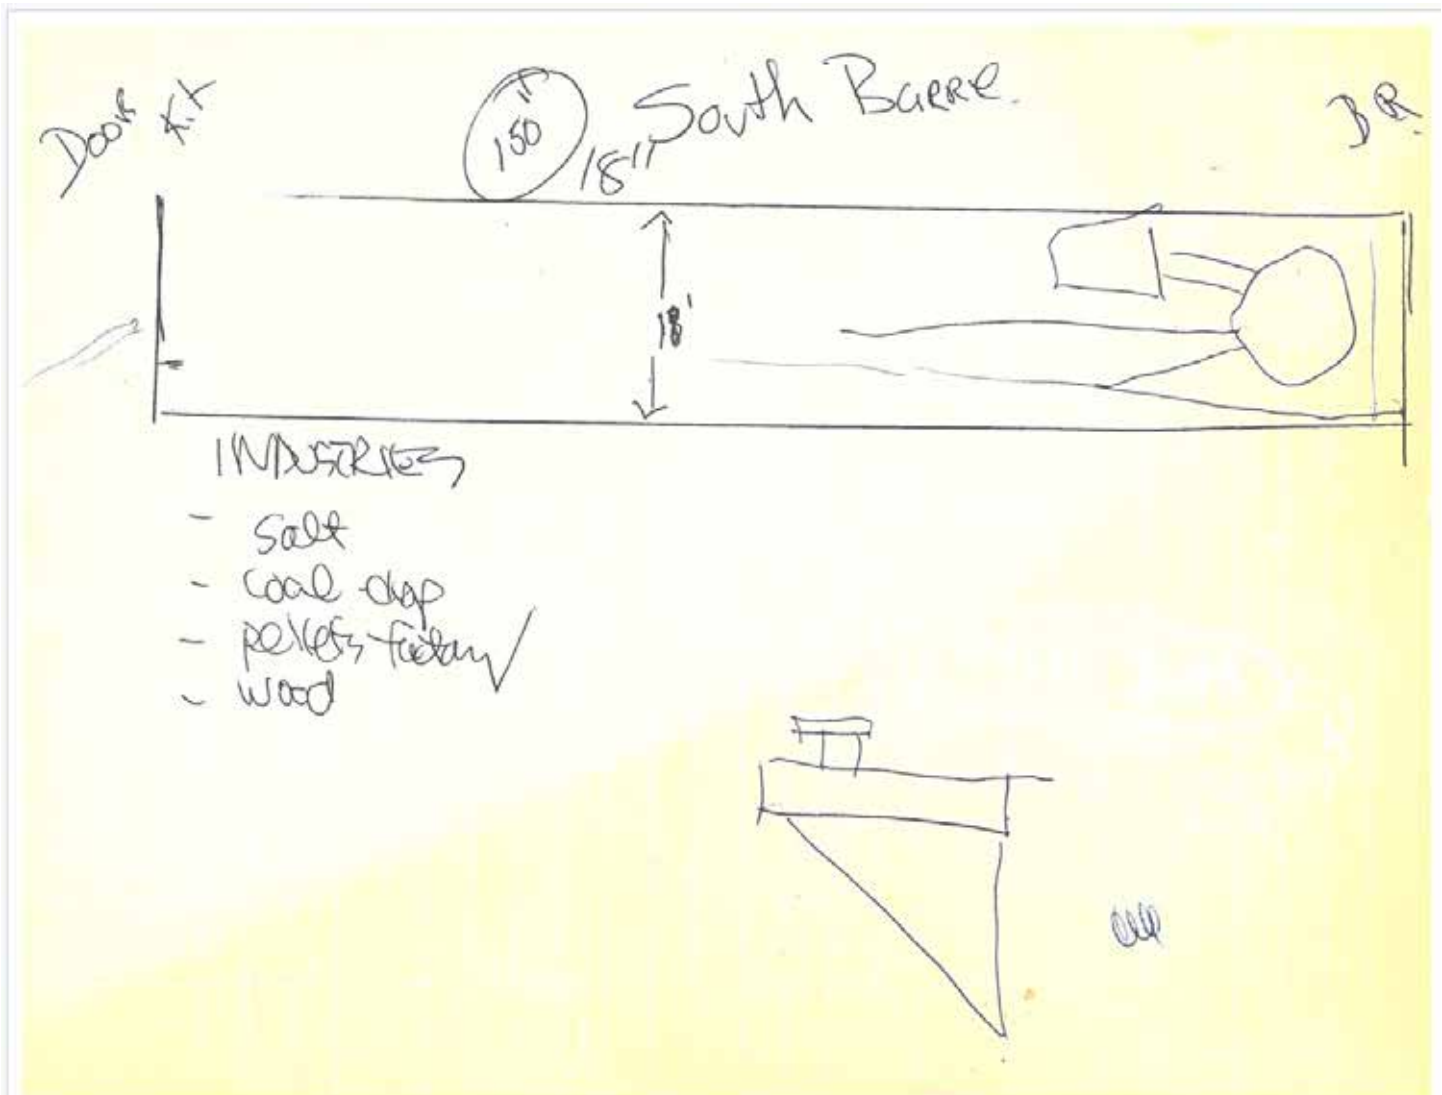 Door K.X
150"
18"
South Barre.
BR.
18'
INDUSTRIES
- Salt
- coal drop
- pellets factory ✓
- wood